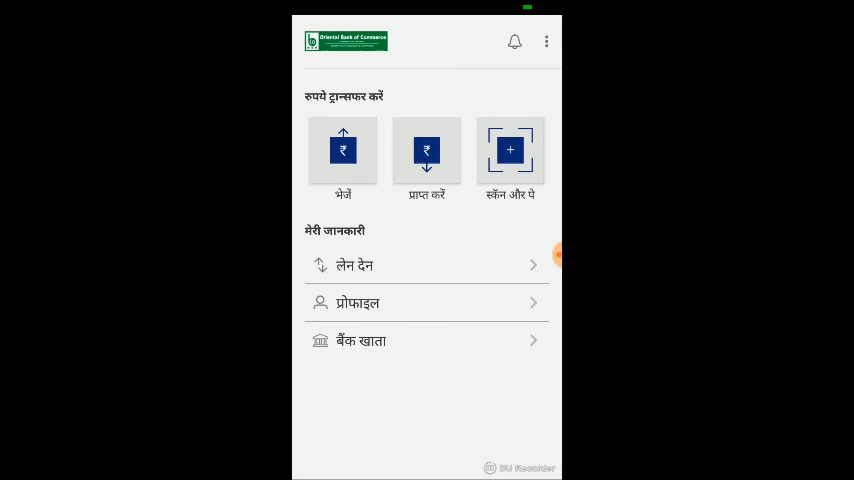 Oriental Bank of Commerce
रुपये ट्रान्सफर करें
₹
₹
भेजें
प्राप्त करें
स्कॅन और पे
मेरी जानकारी
लेन देन
प्रोफाइल
बैंक खाता
DU Recorder